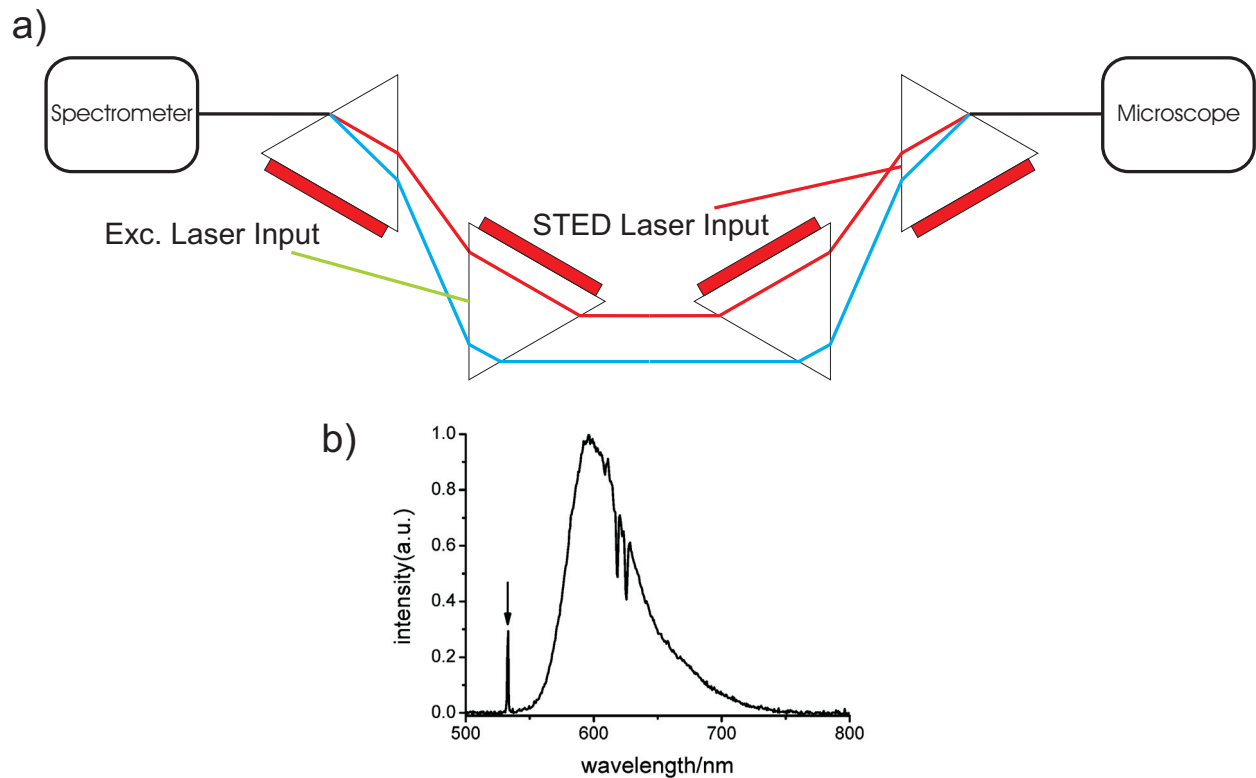 a)
Spectrometer
Microscope
Exc. Laser Input
STED Laser Input
b)
1.0
0.8
0.6
0.4
0.2
0.0
intensity(a.u.)
500
600
700
800
wavelength/nm